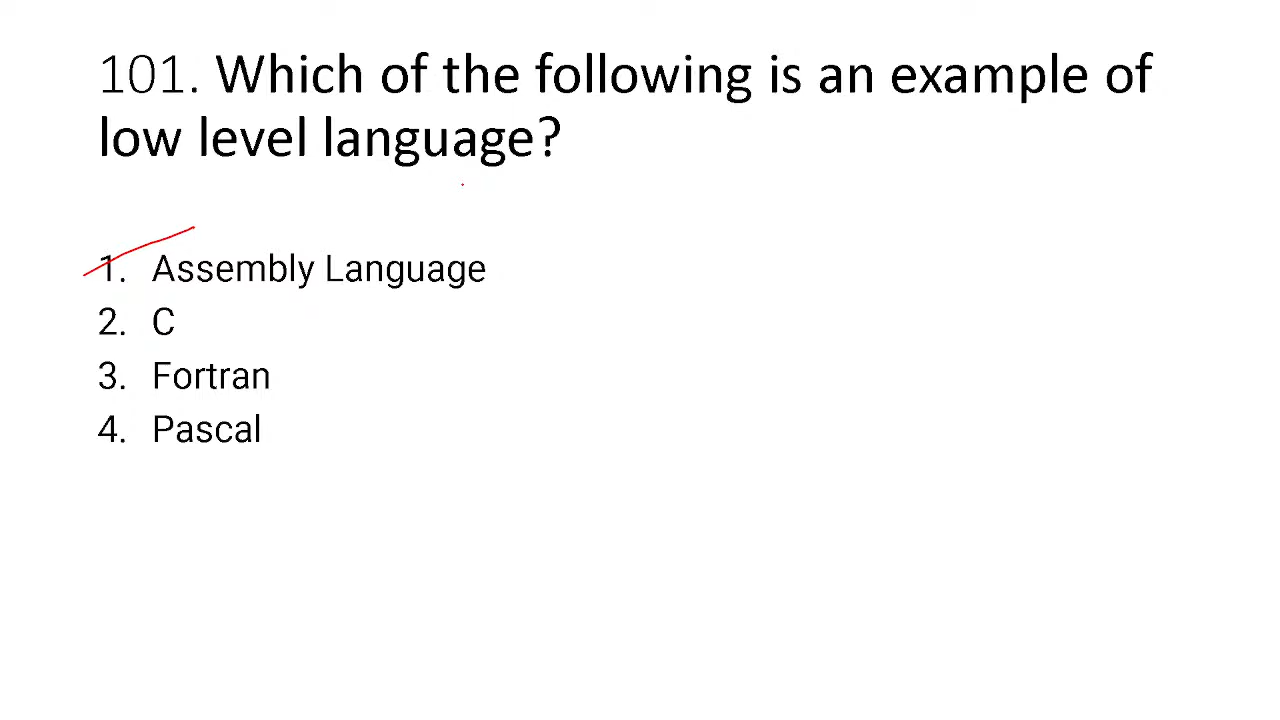 101. Which of the following is an example of
low level language?
1. Assembly Language
2. C
3. Fortran
4. Pascal